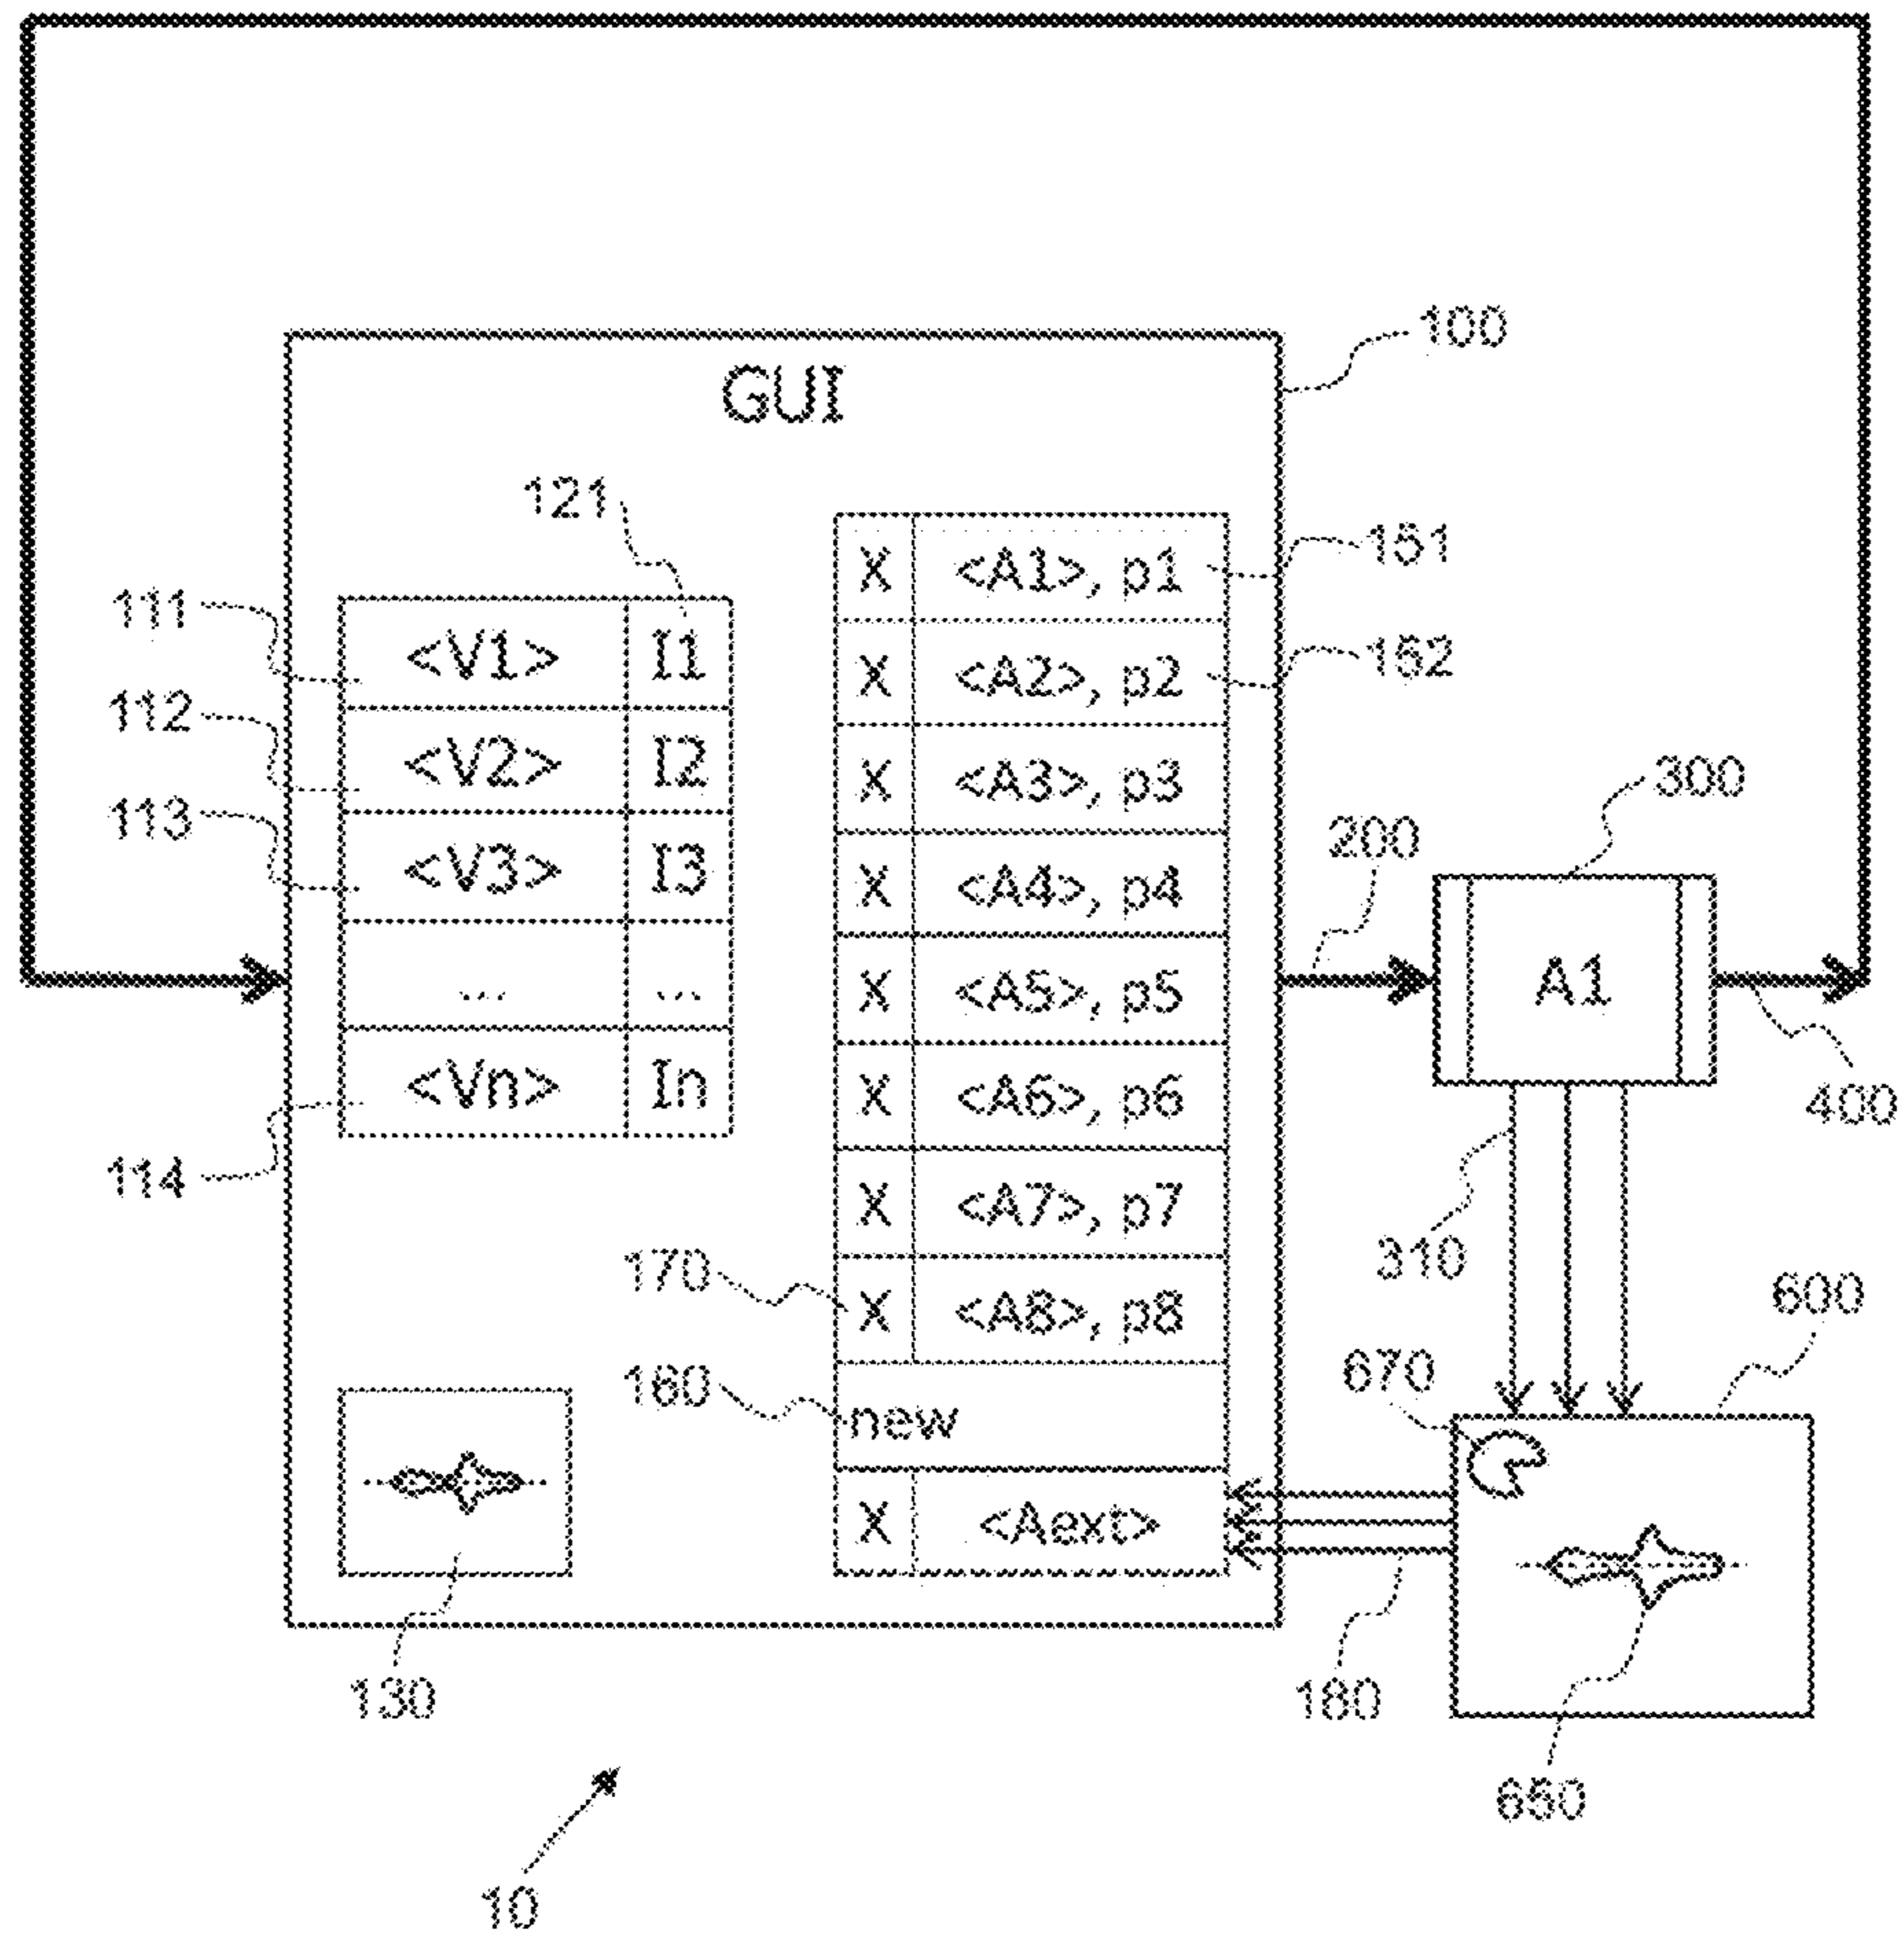 100
GUI
121
X <A1>, p1 151
111 <V1> I1
X <A2>, p2 152
112 <V2> I2
X <A3>, p3
300
113 <V3> I3
X <A4>, p4
200
... ...
X <A5>, p5
A1
<Vn> In
X <A6>, p6
400
114
X <A7>, p7
310
170 X <A8>, p8
600
670
160 new
X <Aext>
130
180
650
10